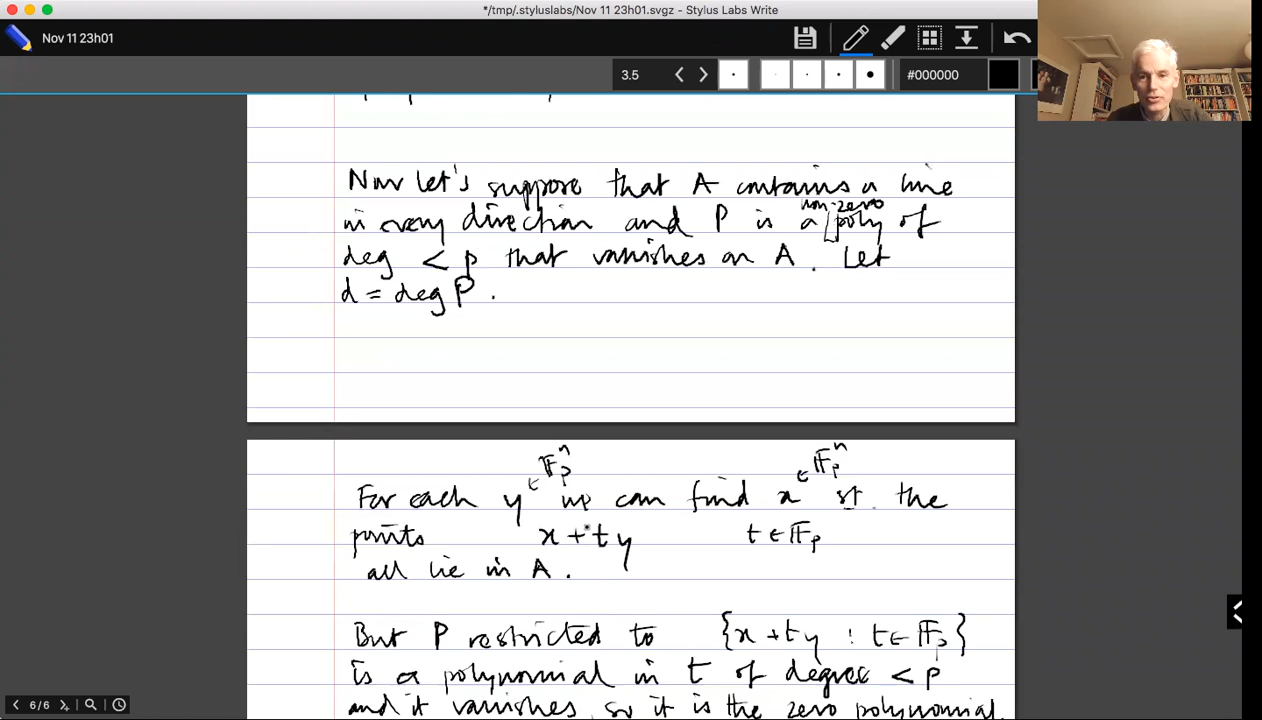 */tmp/.styluslabs/Nov 11 23h01.svgz - Stylus Labs Write
Nov 11 23h01
3.5
#000000
Now let's suppose that A contains a line
in every direction and P is a non-zero poly of
deg < p that vanishes on A. Let
d = deg P.
For each y ∈ 𝔽ₚⁿ we can find x ∈ 𝔽ₚⁿ st the
points x + ty t ∈ 𝔽ₚ
all lie in A.
But P restricted to {x + ty : t ∈ 𝔽ₚ}
is a polynomial in t of degree < p
and it vanishes, so it is the zero polynomial.
6/6